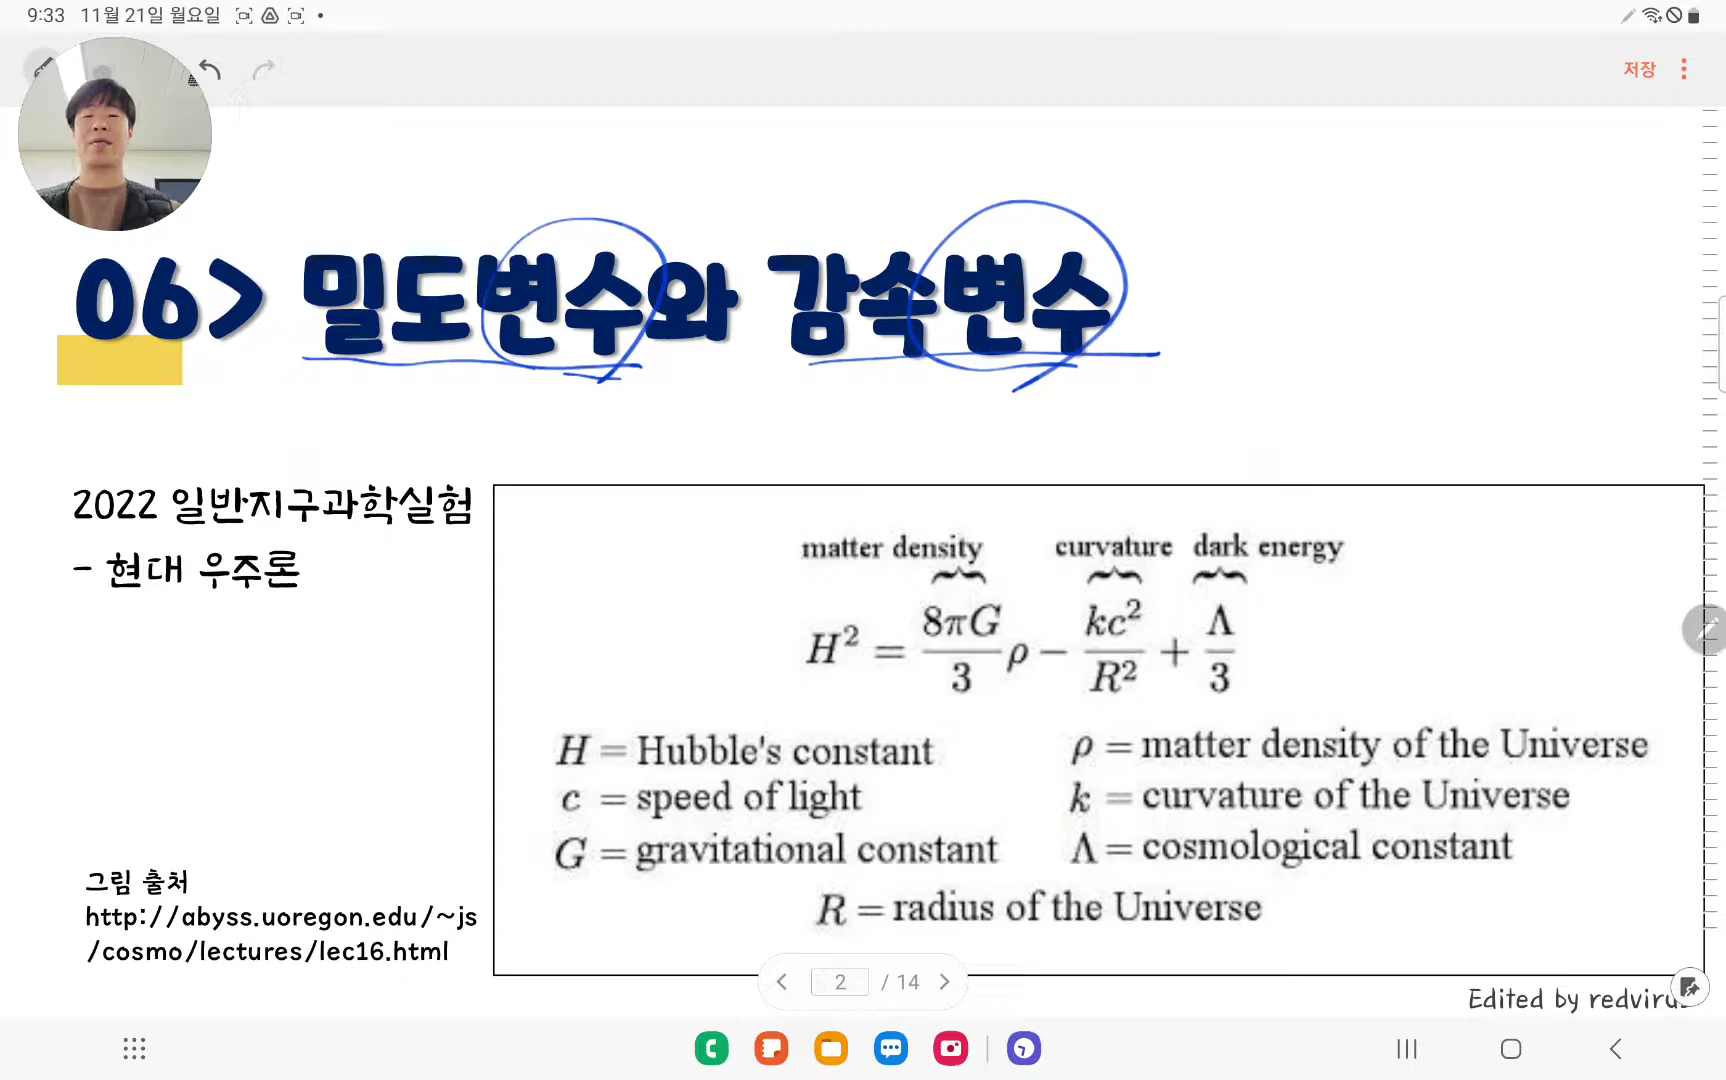 9:33 11월 21일 월요일
저장
06> 밀도변수와 감속변수
2022 일반지구과학실험
- 현대 우주론
matter density curvature dark energy
H² = 8πG/3 ρ − kc²/R² + Λ/3
H = Hubble's constant ρ = matter density of the Universe
c = speed of light k = curvature of the Universe
G = gravitational constant Λ = cosmological constant
R = radius of the Universe
그림 출처
http://abyss.uoregon.edu/~js
/cosmo/lectures/lec16.html
2 / 14
Edited by